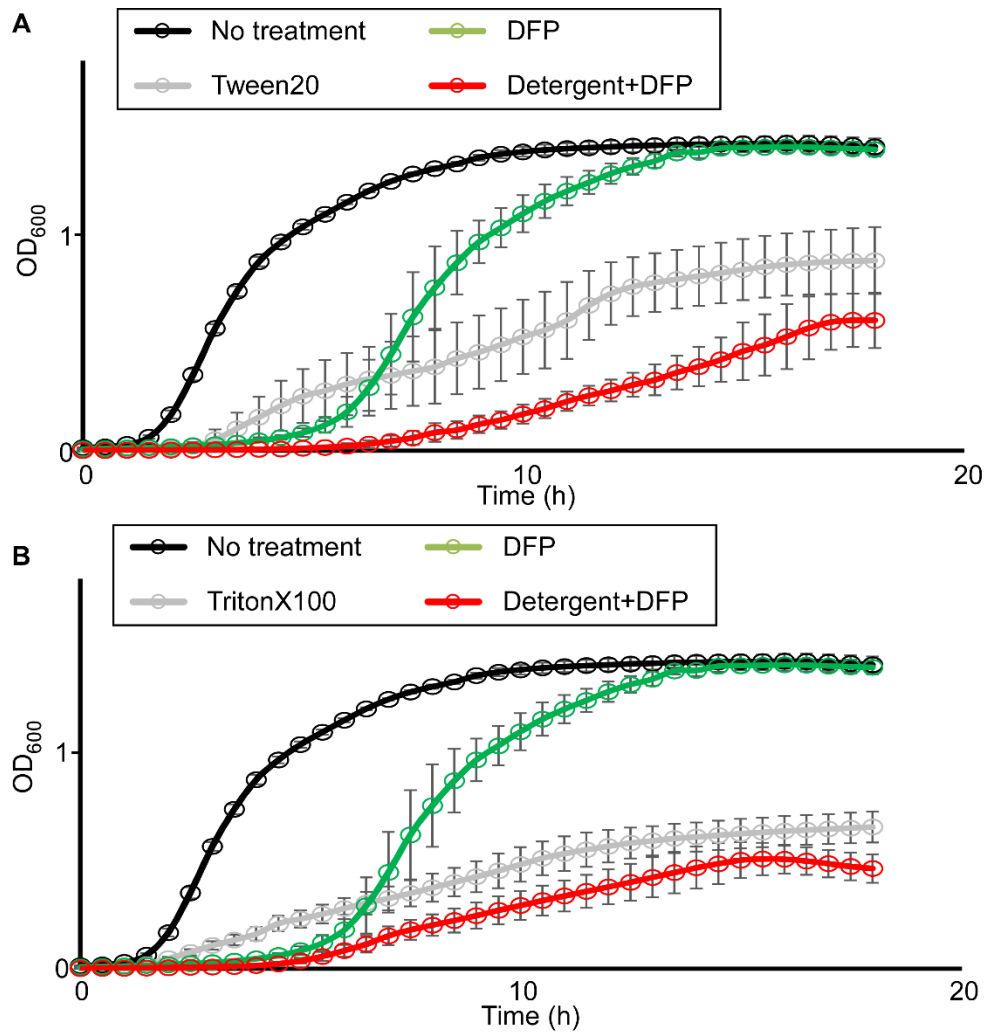 A
No treatment DFP
Tween20 Detergent+DFP
OD600
1
0
0 10 20
Time (h)
B
No treatment DFP
TritonX100 Detergent+DFP
OD600
1
0
0 10 20
Time (h)